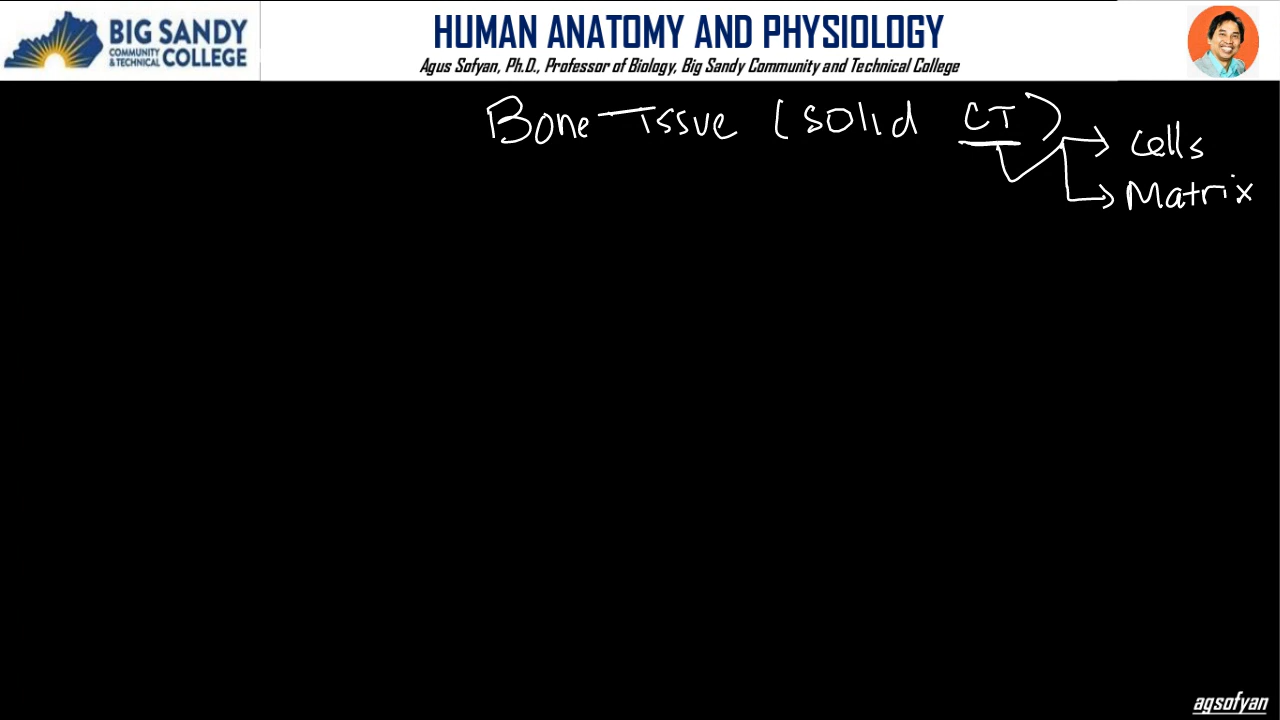 BIG SANDY
COMMUNITY
& TECHNICAL COLLEGE
HUMAN ANATOMY AND PHYSIOLOGY
Agus Sofyan, Ph.D., Professor of Biology, Big Sandy Community and Technical College
Bone Tissue (solid CT)
Cells
Matrix
agsofyan